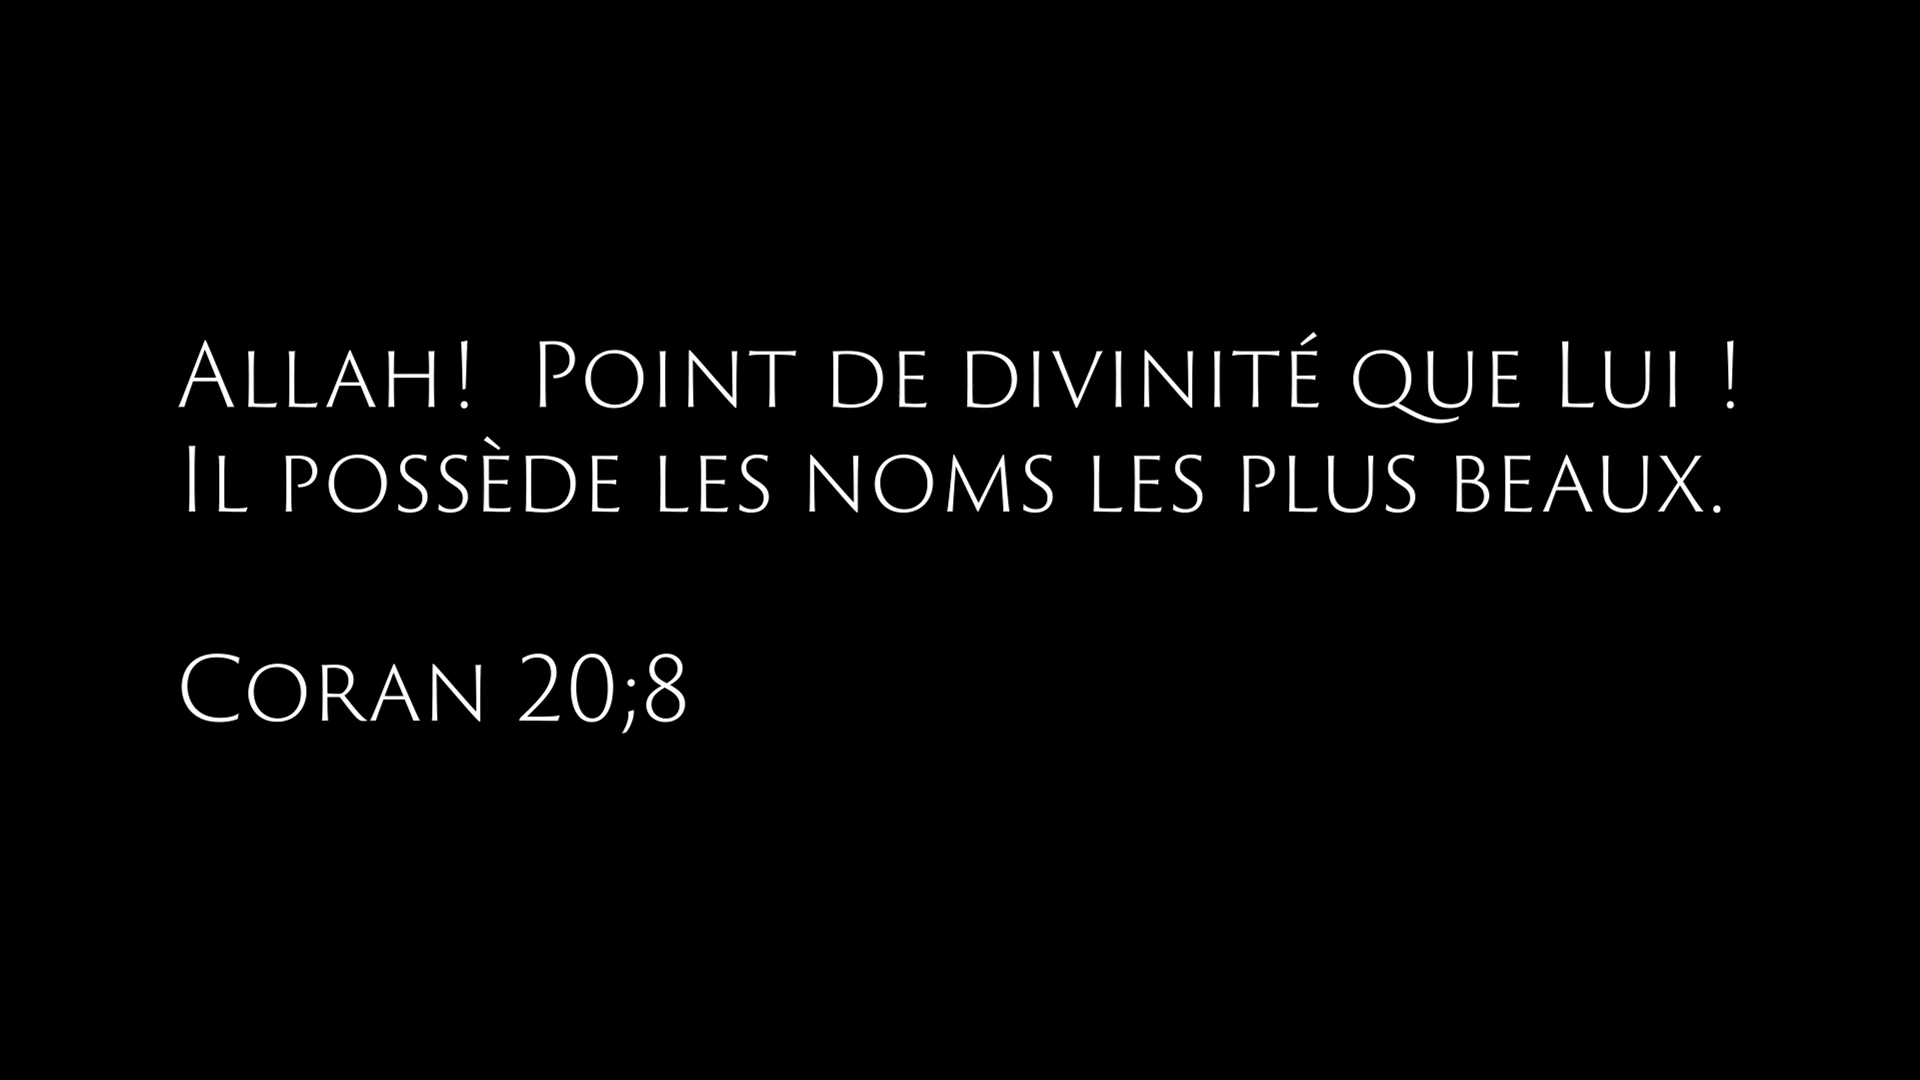 Allah! Point de divinité que Lui !
Il possède les noms les plus beaux.
Coran 20;8